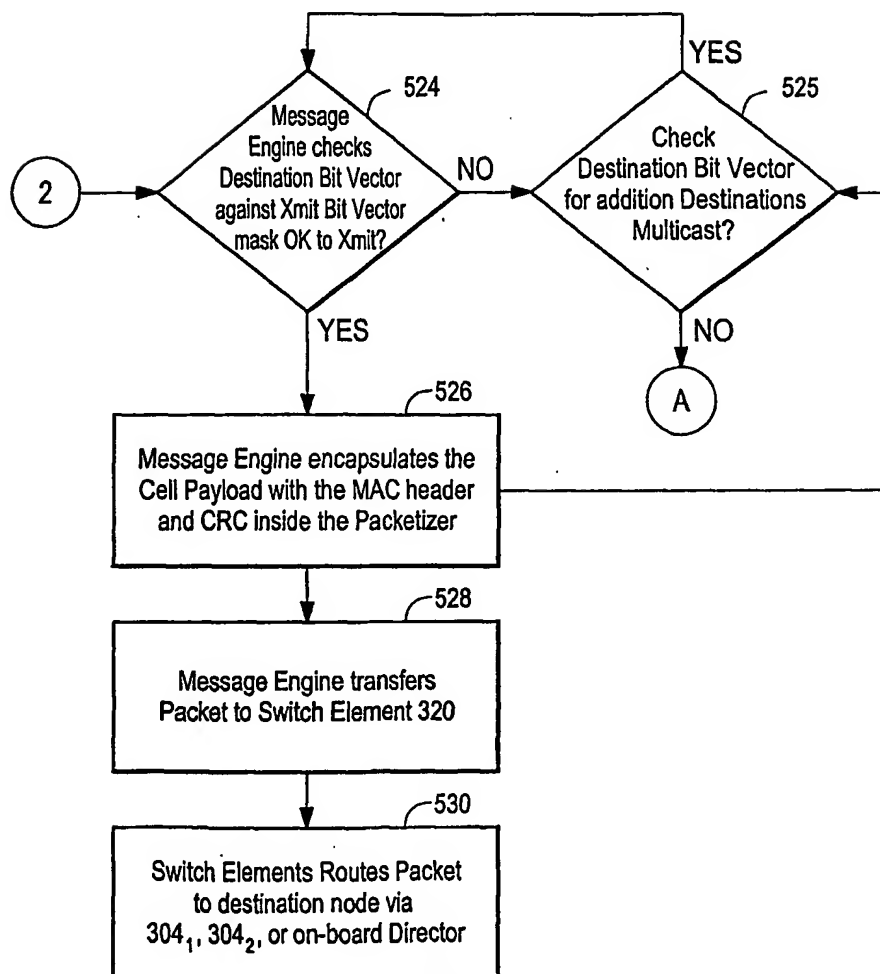 YES
524
525
Message
Engine checks
Destination Bit Vector
against Xmit Bit Vector
mask OK to Xmit?
NO
Check
Destination Bit Vector
for addition Destinations
Multicast?
2
YES
NO
A
526
Message Engine encapsulates the
Cell Payload with the MAC header
and CRC inside the Packetizer
528
Message Engine transfers
Packet to Switch Element 320
530
Switch Elements Routes Packet
to destination node via
304₁, 304₂, or on-board Director